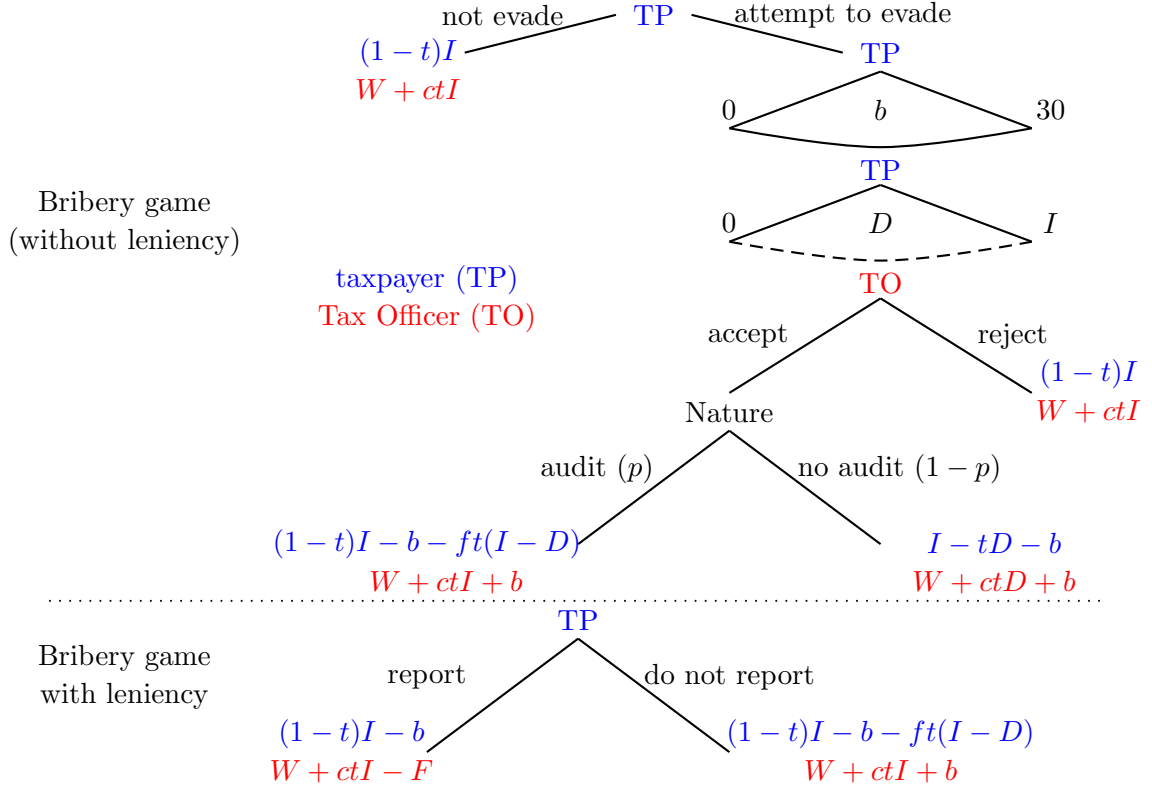 not evade TP attempt to evade
(1 − t)I
W + ctI
TP
0 b 30
TP
0 D I
Bribery game
(without leniency)
taxpayer (TP)
Tax Officer (TO)
TO
accept reject
(1 − t)I
W + ctI
Nature
audit (p) no audit (1 − p)
(1 − t)I − b − ft(I − D) I − tD − b
W + ctI + b W + ctD + b
TP
Bribery game
with leniency
report do not report
(1 − t)I − b (1 − t)I − b − ft(I − D)
W + ctI − F W + ctI + b